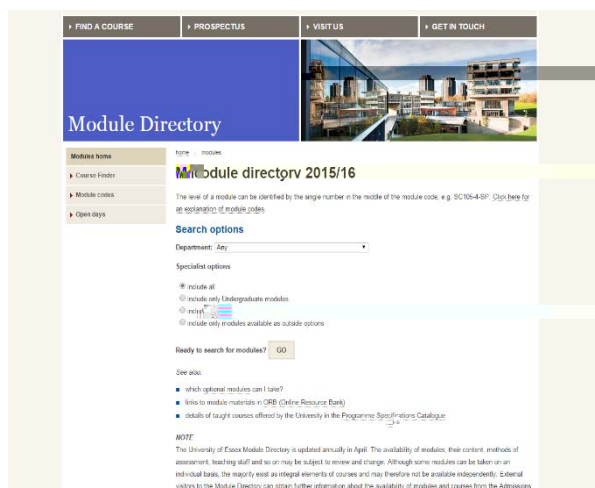 FIND A COURSE
PROSPECTUS
VISIT US
GET IN TOUCH
Module Directory
Modules home
Course Finder
Module codes
Open days
home : modules
Module directory 2015/16
The level of a module can be identified by the single number in the middle of the module code, e.g. SC105-4-SP. Click here for
an explanation of module codes.
Search options
Department: Any
Specialist options
include all
include only Undergraduate modules
include only modules available as outside options
Ready to search for modules? GO
See also:
which optional modules can I take?
links to module materials in ORB (Online Resource Bank)
details of taught courses offered by the University in the Programme Specifications Catalogue
NOTE
The University of Essex Module Directory is updated annually in April. The availability of modules, their content, methods of
assessment, teaching staff and so on may be subject to review and change. Although some modules can be taken on an
individual basis, the majority exist as integral elements of courses and may therefore not be available independently. External
visitors to the Module Directory can obtain further information about the availability of modules and courses from the Admissions